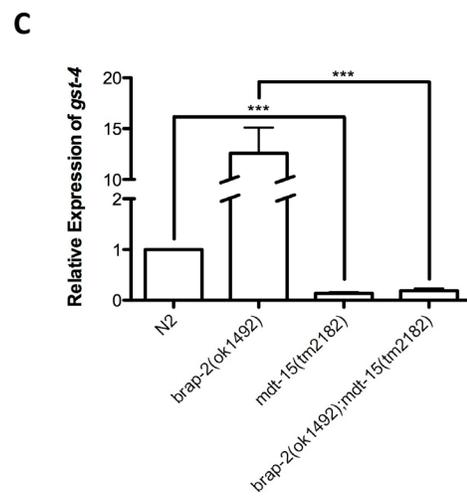 C
Relative Expression of gst-4
20
15
10
2
1
0
***
***
N2
brap-2(ok1492)
mdt-15(tm2182)
brap-2(ok1492);mdt-15(tm2182)